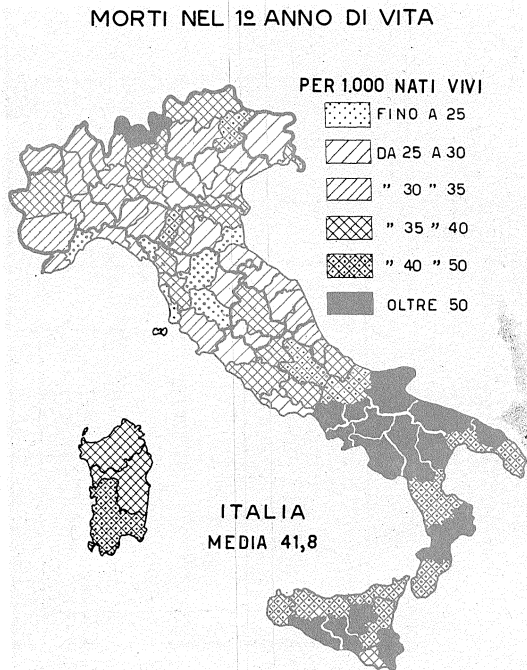 MORTI NEL 1º ANNO DI VITA
PER 1.000 NATI VIVI
FINO A 25
DA 25 A 30
" 30 " 35
" 35 " 40
" 40 " 50
OLTRE 50
ITALIA
MEDIA 41,8